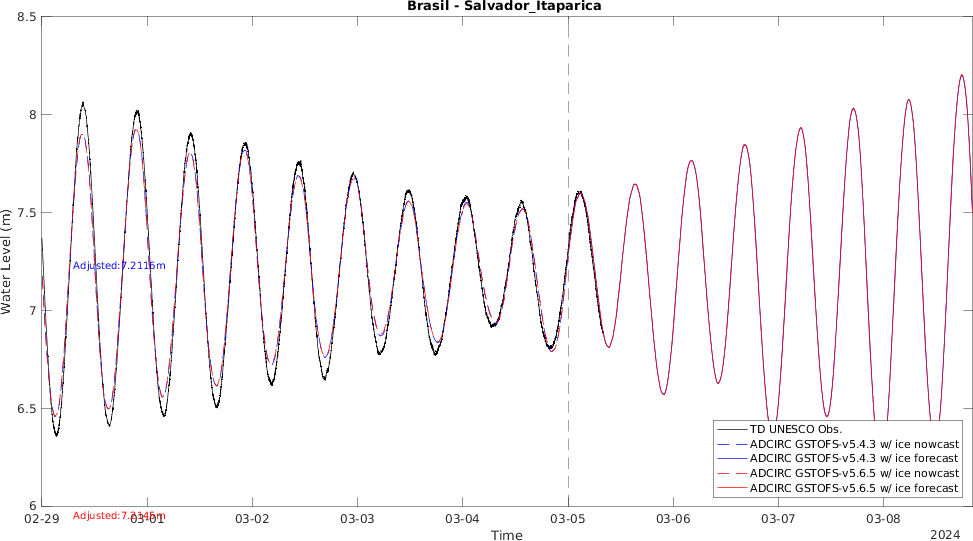 Brasil - Salvador_Itaparica
8.5
8
7.5
7
6.5
6
Water Level (m)
Adjusted:7.2116m
Adjusted:7.2345m
TD UNESCO Obs.
ADCIRC GSTOFS-v5.4.3 w/ ice nowcast
ADCIRC GSTOFS-v5.4.3 w/ ice forecast
ADCIRC GSTOFS-v5.6.5 w/ ice nowcast
ADCIRC GSTOFS-v5.6.5 w/ ice forecast
02-29 03-01 03-02 03-03 03-04 03-05 03-06 03-07 03-08
Time
2024